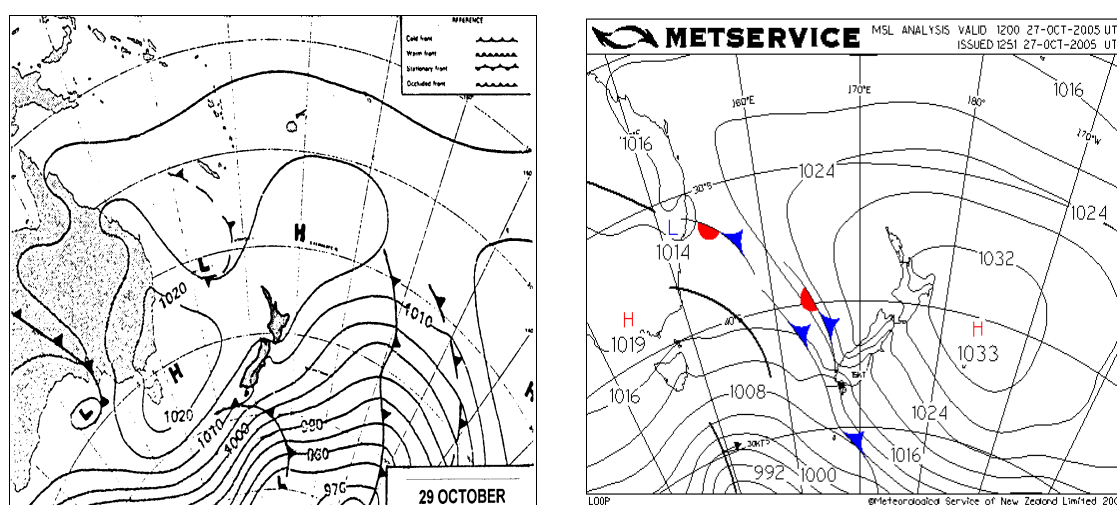 REFERENCE
Cold front
Warm front
Stationary front
Occluded front
H
L
1020
1010
H
L
1020
1010
1000
980
960
H
L
976
29 OCTOBER
METSERVICE
MSL ANALYSIS VALID 1200 27-OCT-2005 UT
ISSUED 1251 27-OCT-2005 UT
160°E
170°E
180°
170°W
1016
1016
30°S
1024
1024
L
1014
1032
H
1019
40°
H
1033
1016
1008
1024
1016
30KT
992
1000
LOOP
©Meteorological Service of New Zealand Limited 200